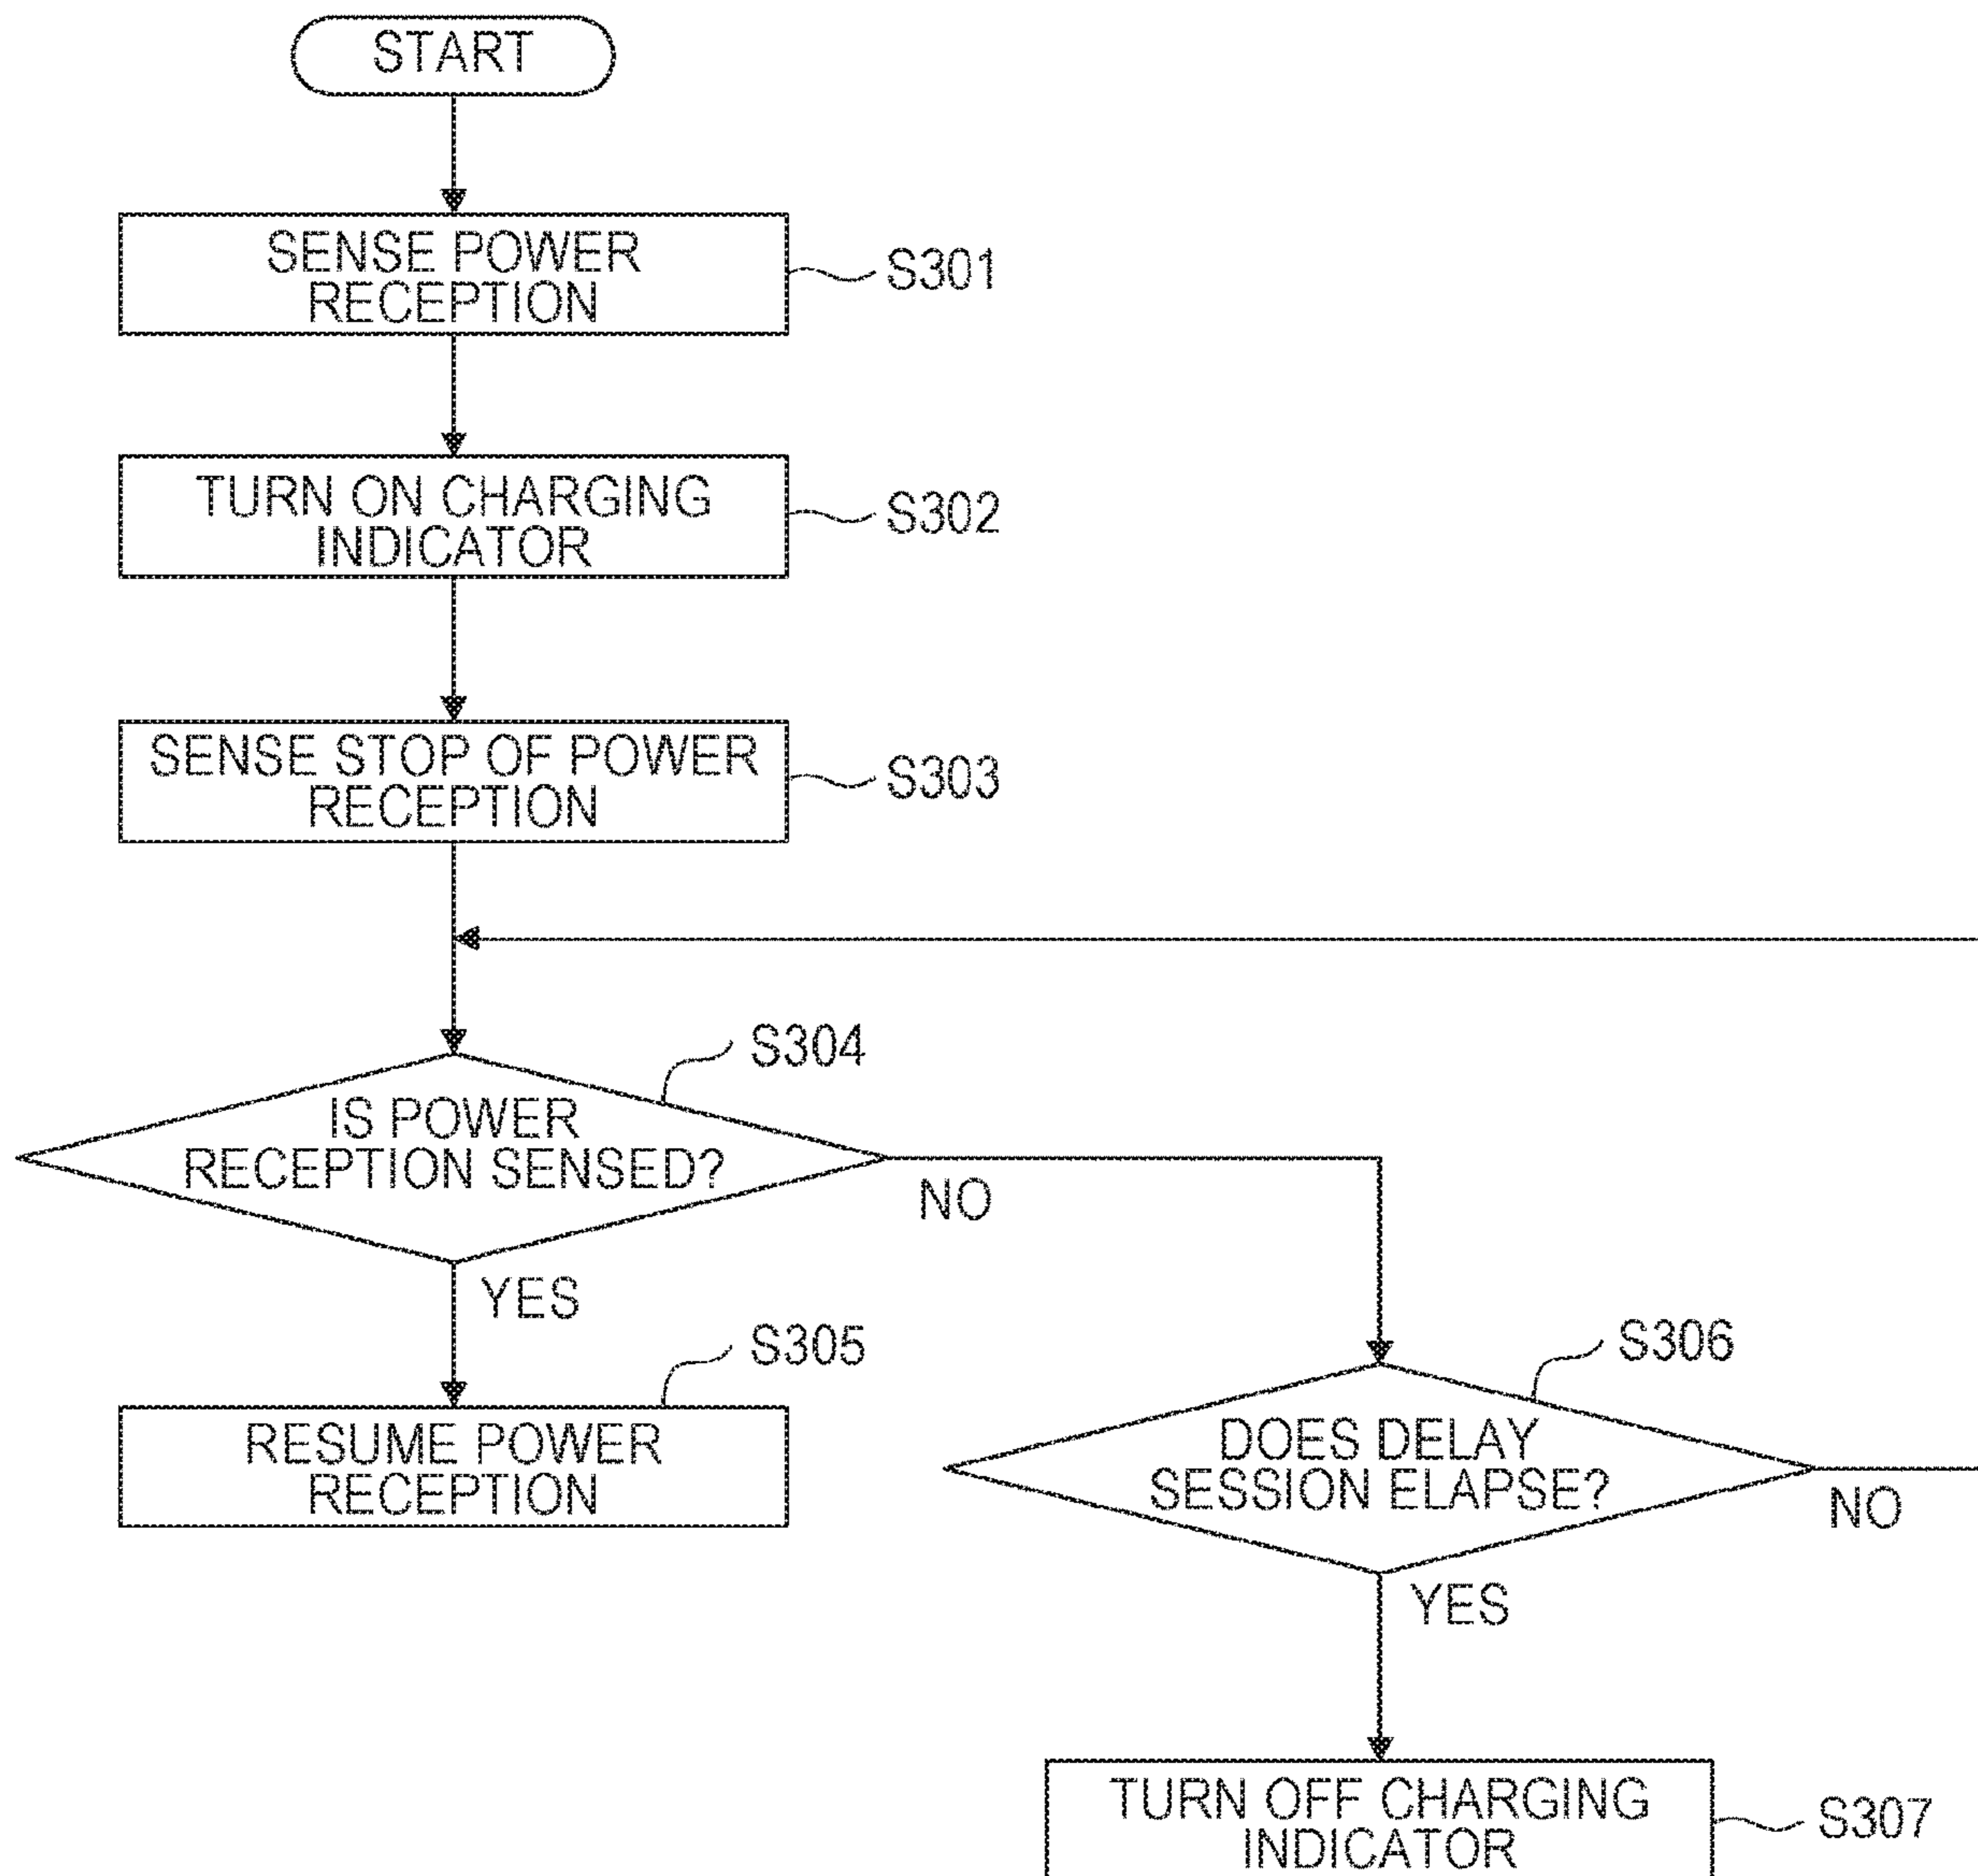 START
SENSE POWER
RECEPTION
S301
TURN ON CHARGING
INDICATOR
S302
SENSE STOP OF POWER
RECEPTION
S303
S304
IS POWER
RECEPTION SENSED?
NO
YES
S305
RESUME POWER
RECEPTION
S306
DOES DELAY
SESSION ELAPSE?
NO
YES
TURN OFF CHARGING
INDICATOR
S307